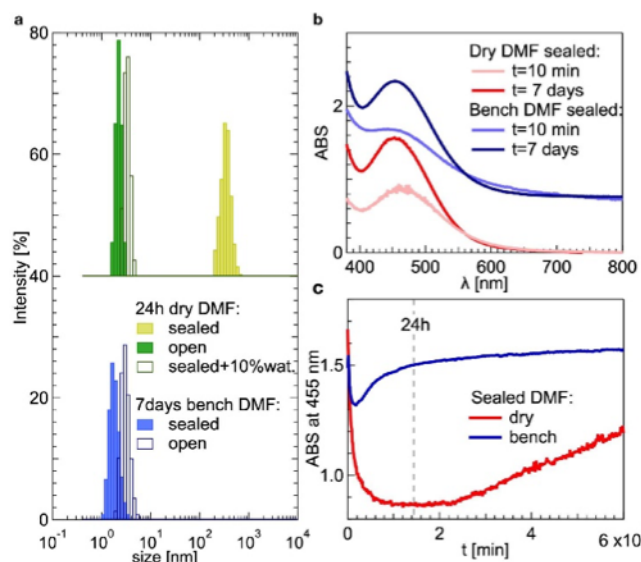 a
80
60
40
20
0
Intensity [%]
24h dry DMF:
sealed
open
sealed+10%wat.
7days bench DMF:
sealed
open
10-1 100 101 102 103 104
size [nm]
b
2
1
0
ABS
Dry DMF sealed:
t=10 min
t= 7 days
Bench DMF sealed:
t=10 min
t=7 days
400 500 600 700 800
λ [nm]
c
24h
1.5
1.0
ABS at 455 nm
Sealed DMF:
dry
bench
0 2 4 6 x10
t [min]